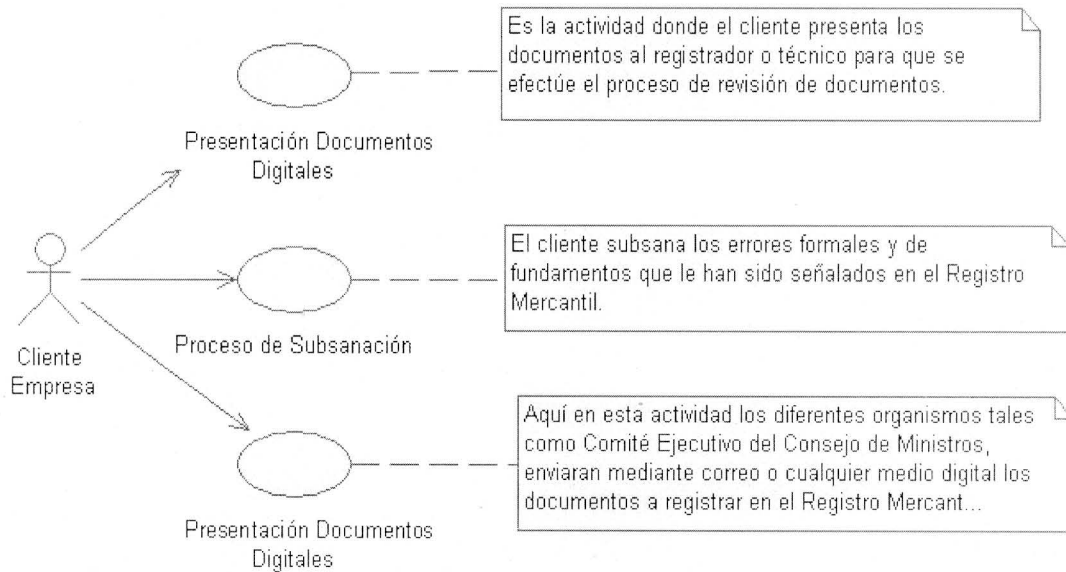 Es la actividad donde el cliente presenta los
documentos al registrador o técnico para que se
efectúe el proceso de revisión de documentos.
Presentación Documentos
Digitales
El cliente subsana los errores formales y de
fundamentos que le han sido señalados en el Registro
Mercantil.
Proceso de Subsanación
Cliente
Empresa
Aquí en esta actividad los diferentes organismos tales
como Comité Ejecutivo del Consejo de Ministros,
enviaran mediante correo o cualquier medio digital los
documentos a registrar en el Registro Mercant...
Presentación Documentos
Digitales